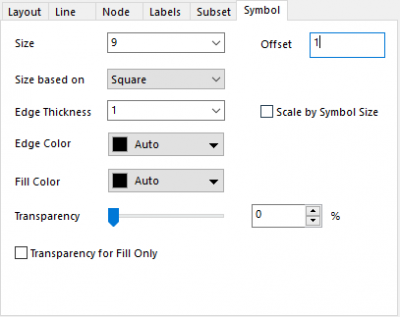 Layout Line Node Labels Subset Symbol
Size 9 Offset 1
Size based on Square
Edge Thickness 1 Scale by Symbol Size
Edge Color Auto
Fill Color Auto
Transparency 0 %
Transparency for Fill Only